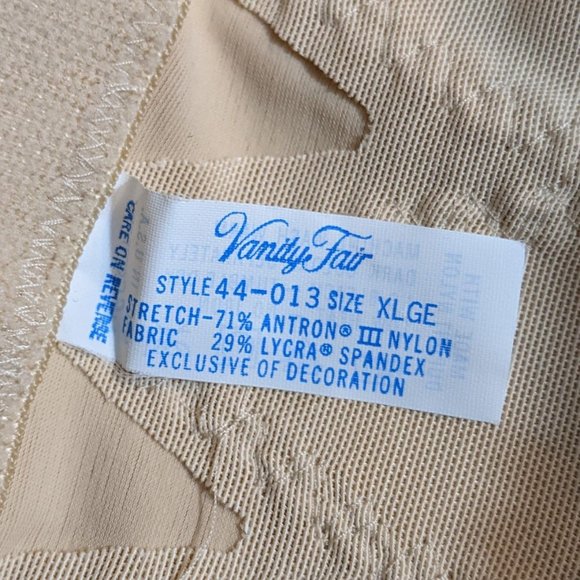 Vanity Fair
STYLE 44-013 SIZE XLGE
STRETCH-71% ANTRON® III NYLON
FABRIC 29% LYCRA® SPANDEX
EXCLUSIVE OF DECORATION
CARE ON REVERSE